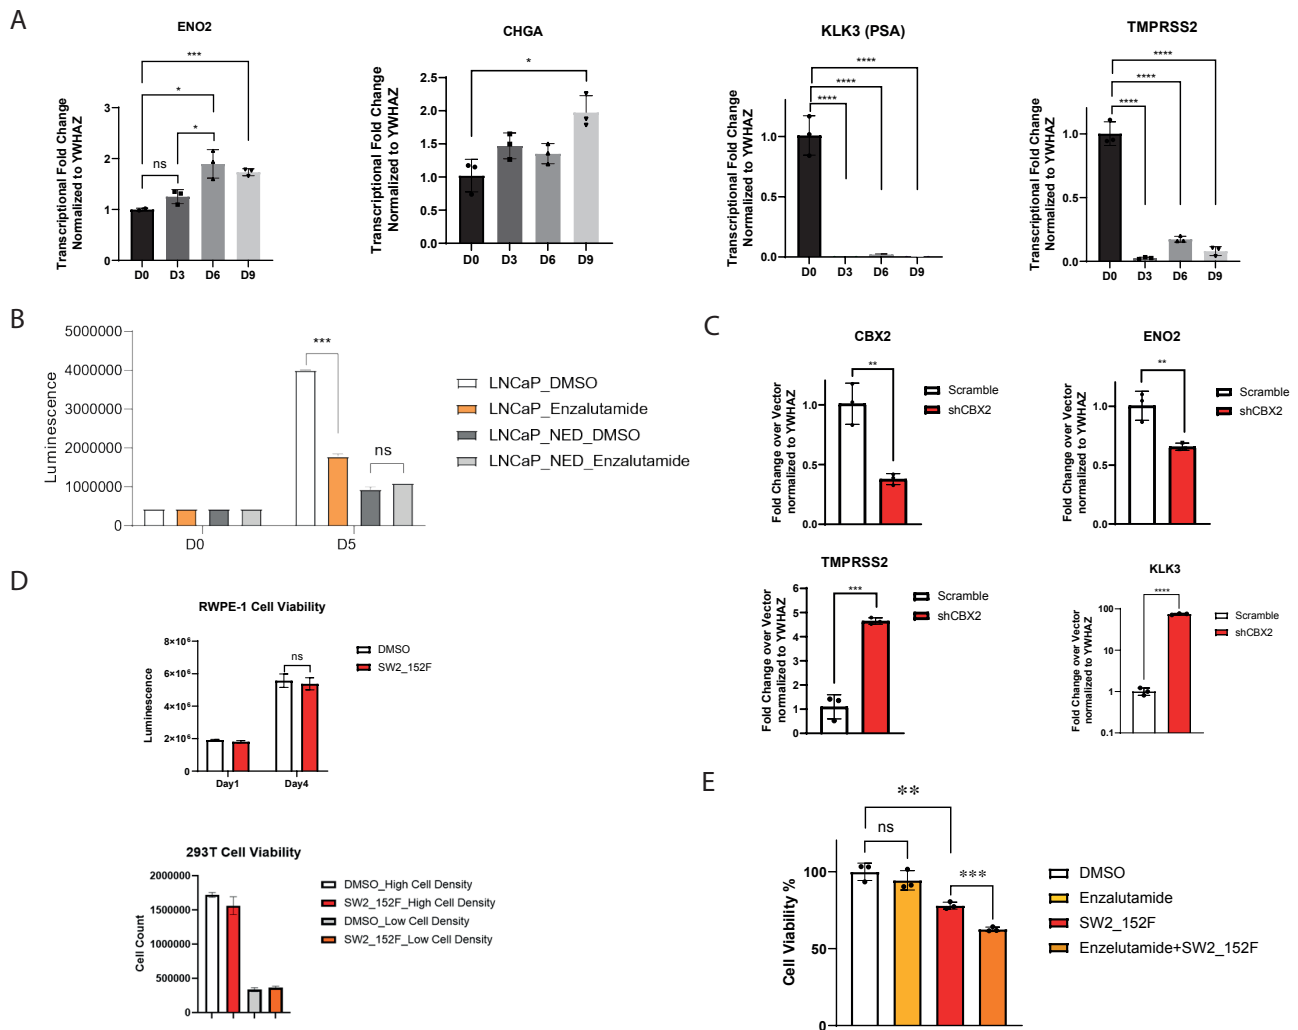 A
ENO2
***
*
*
ns
Transcriptional Fold Change
Normalized to YWHAZ
3
2
1
0
D0 D3 D6 D9
CHGA
*
Transcriptional Fold Change
Normalized to YWHAZ
2.5
2.0
1.5
1.0
0.5
0.0
D0 D3 D6 D9
KLK3 (PSA)
****
****
****
Transcriptional Fold Change
Normalized to YWHAZ
1.0
0.5
0.0
D0 D3 D6 D9
TMPRSS2
****
****
****
Transcriptional Fold Change
Normalized to YWHAZ
1.0
0.5
0.0
D0 D3 D6 D9
B
Luminescence
5000000
4000000
3000000
2000000
1000000
0
***
ns
D0 D5
LNCaP_DMSO
LNCaP_Enzalutamide
LNCaP_NED_DMSO
LNCaP_NED_Enzalutamide
C
CBX2
**
Fold Change over Vector
normalized to YWHAZ
1.0
0.5
0.0
Scramble
shCBX2
ENO2
**
Fold Change over Vector
normalized to YWHAZ
1.0
0.5
0.0
Scramble
shCBX2
TMPRSS2
***
Fold Change over Vector
normalized to YWHAZ
6
5
4
3
2
1
0
Scramble
shCBX2
KLK3
****
Fold Change over Vector
normalized to YWHAZ
100
10
1
0.1
Scramble
shCBX2
D
RWPE-1 Cell Viability
Luminescence
8×10⁶
6×10⁶
4×10⁶
2×10⁶
0
ns
Day1 Day4
DMSO
SW2_152F
293T Cell Viability
Cell Count
2000000
1500000
1000000
500000
0
DMSO_High Cell Density
SW2_152F_High Cell Density
DMSO_Low Cell Density
SW2_152F_Low Cell Density
E
**
ns
***
Cell Viability %
100
50
0
DMSO
Enzalutamide
SW2_152F
Enzelutamide+SW2_152F